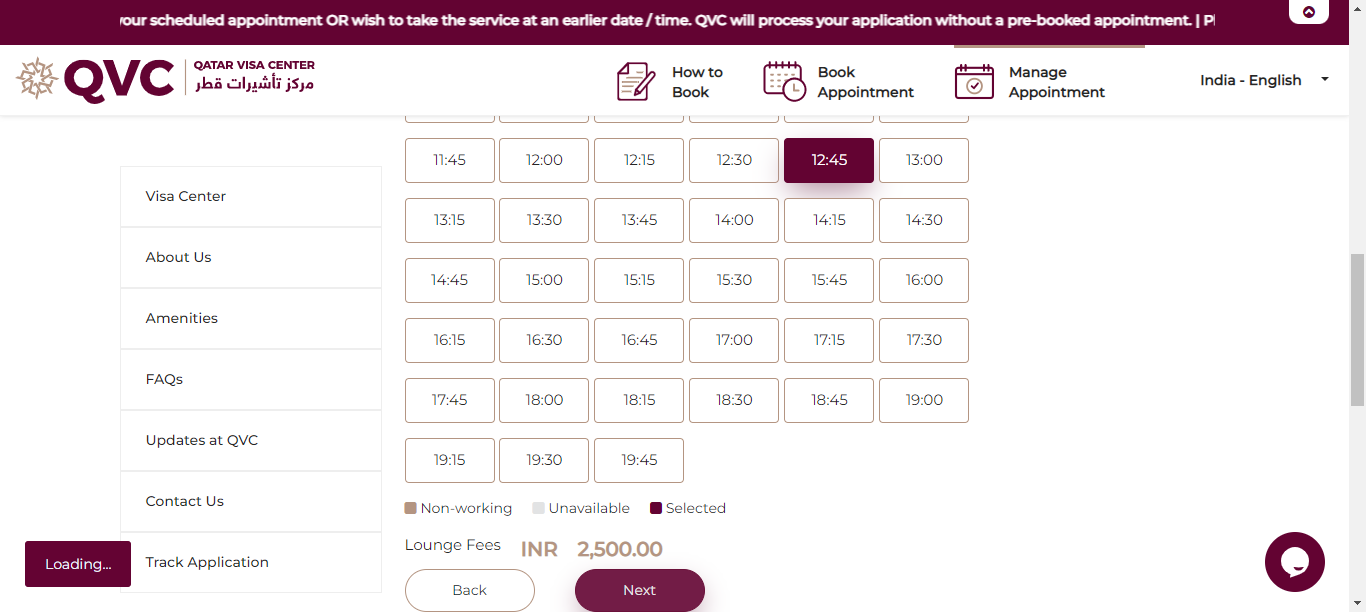 your scheduled appointment OR wish to take the service at an earlier date / time. QVC will process your application without a pre-booked appointment. |
QVC
QATAR VISA CENTER
مركز تأشيرات قطر
How to
Book
Book
Appointment
Manage
Appointment
India - English
Visa Center
About Us
Amenities
FAQs
Updates at QVC
Contact Us
Track Application
Loading...
11:45 12:00 12:15 12:30 12:45 13:00
13:15 13:30 13:45 14:00 14:15 14:30
14:45 15:00 15:15 15:30 15:45 16:00
16:15 16:30 16:45 17:00 17:15 17:30
17:45 18:00 18:15 18:30 18:45 19:00
19:15 19:30 19:45
Non-working Unavailable Selected
Lounge Fees INR 2,500.00
Back Next